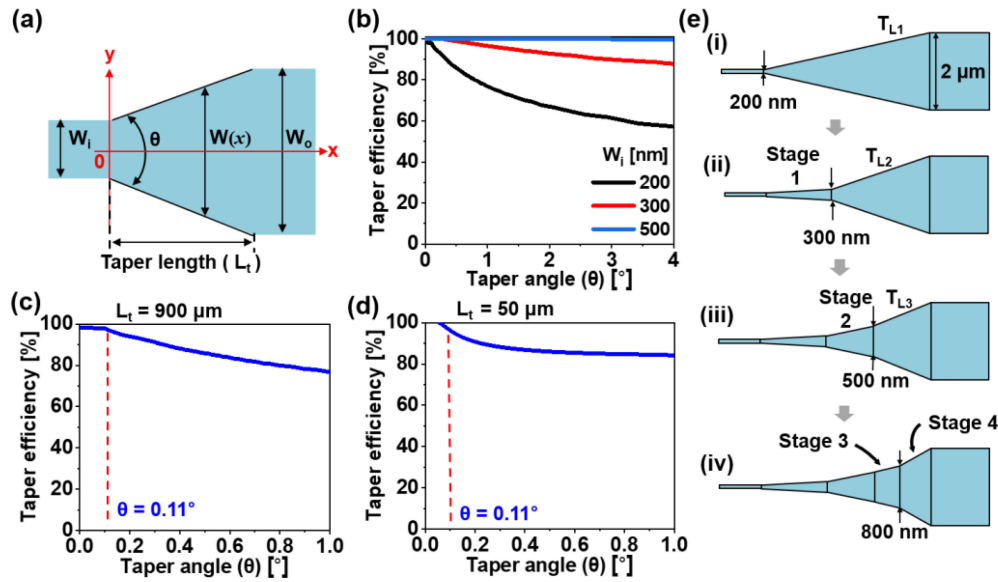 (a)
y
W_i
0
θ
W(x)
W_o
x
Taper length ( L_t )
(b)
Taper efficiency [%]
100
80
60
40
20
0
W_i [nm]
200
300
500
0 1 2 3 4
Taper angle (θ) [°]
(c)
L_t = 900 µm
Taper efficiency [%]
100
80
60
40
20
0
θ = 0.11°
0.0 0.2 0.4 0.6 0.8 1.0
Taper angle (θ) [°]
(d)
L_t = 50 µm
Taper efficiency [%]
100
80
60
40
20
0
θ = 0.11°
0.0 0.2 0.4 0.6 0.8 1.0
Taper angle (θ) [°]
(e)
(i)
T_L1
2 µm
200 nm
(ii)
Stage
1
T_L2
300 nm
(iii)
Stage
2
T_L3
500 nm
(iv)
Stage 3
Stage 4
800 nm